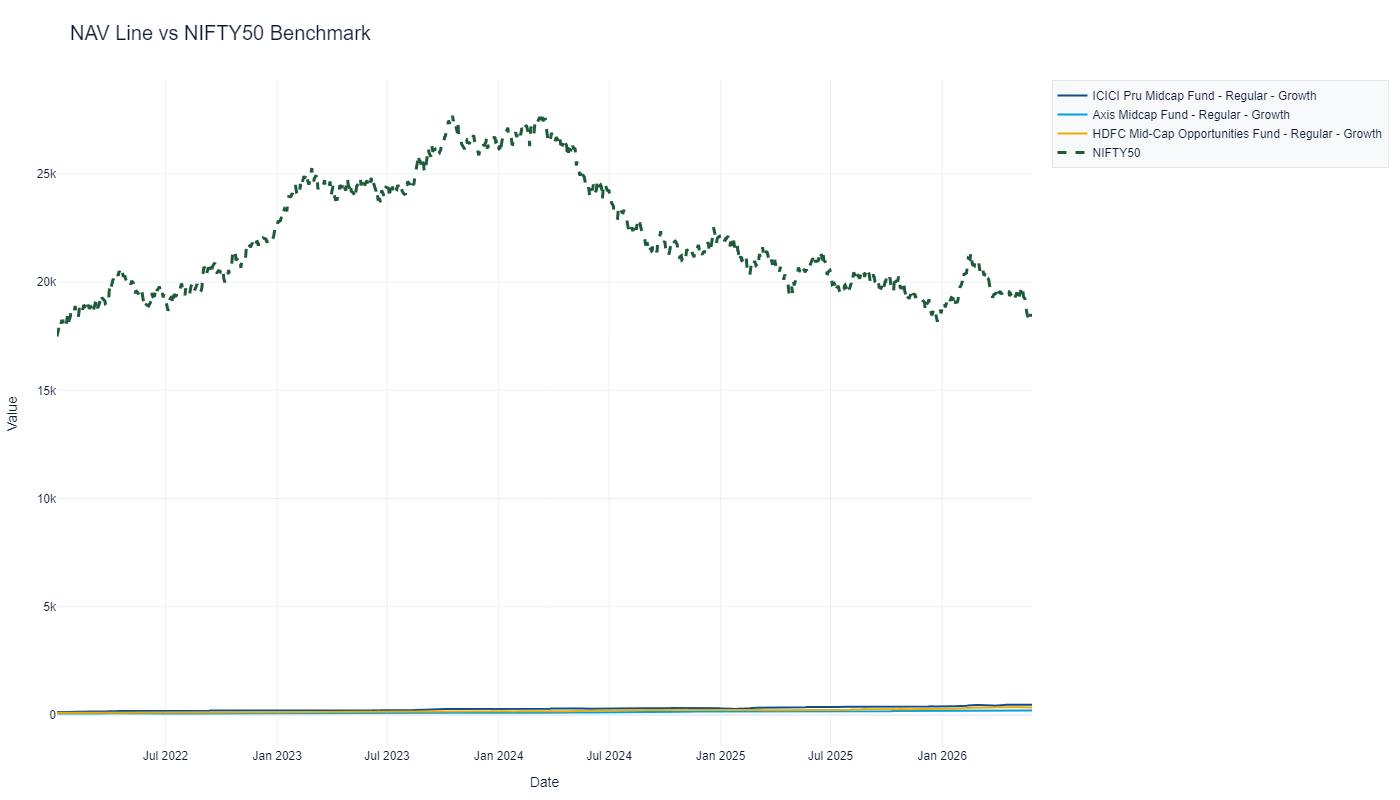 NAV Line vs NIFTY50 Benchmark
ICICI Pru Midcap Fund - Regular - Growth
Axis Midcap Fund - Regular - Growth
HDFC Mid-Cap Opportunities Fund - Regular - Growth
NIFTY50
Value
25k
20k
15k
10k
5k
0
Jul 2022
Jan 2023
Jul 2023
Jan 2024
Jul 2024
Jan 2025
Jul 2025
Jan 2026
Date